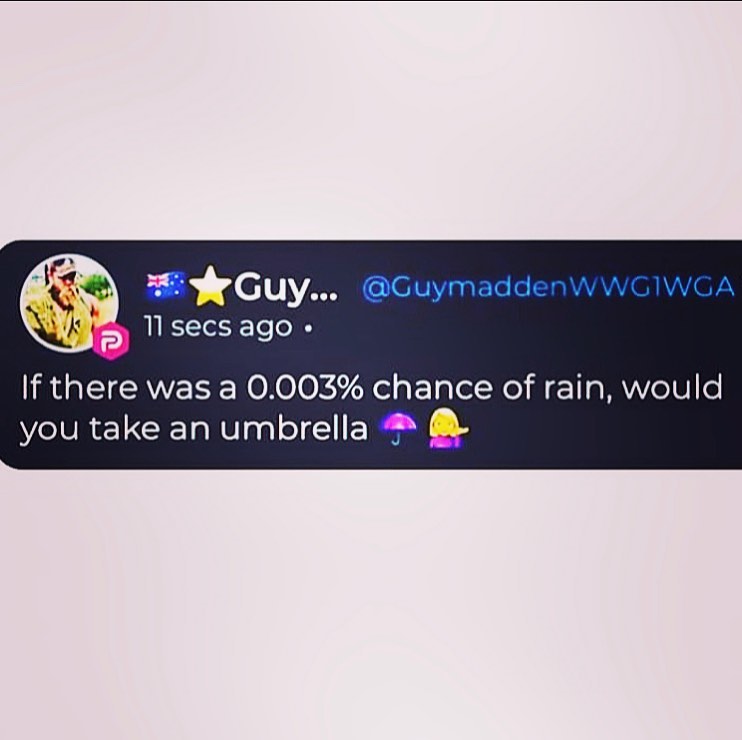 🇦🇺⭐Guy... @GuymaddenWWG1WGA
11 secs ago •
If there was a 0.003% chance of rain, would
you take an umbrella ☂️ 💁‍♀️